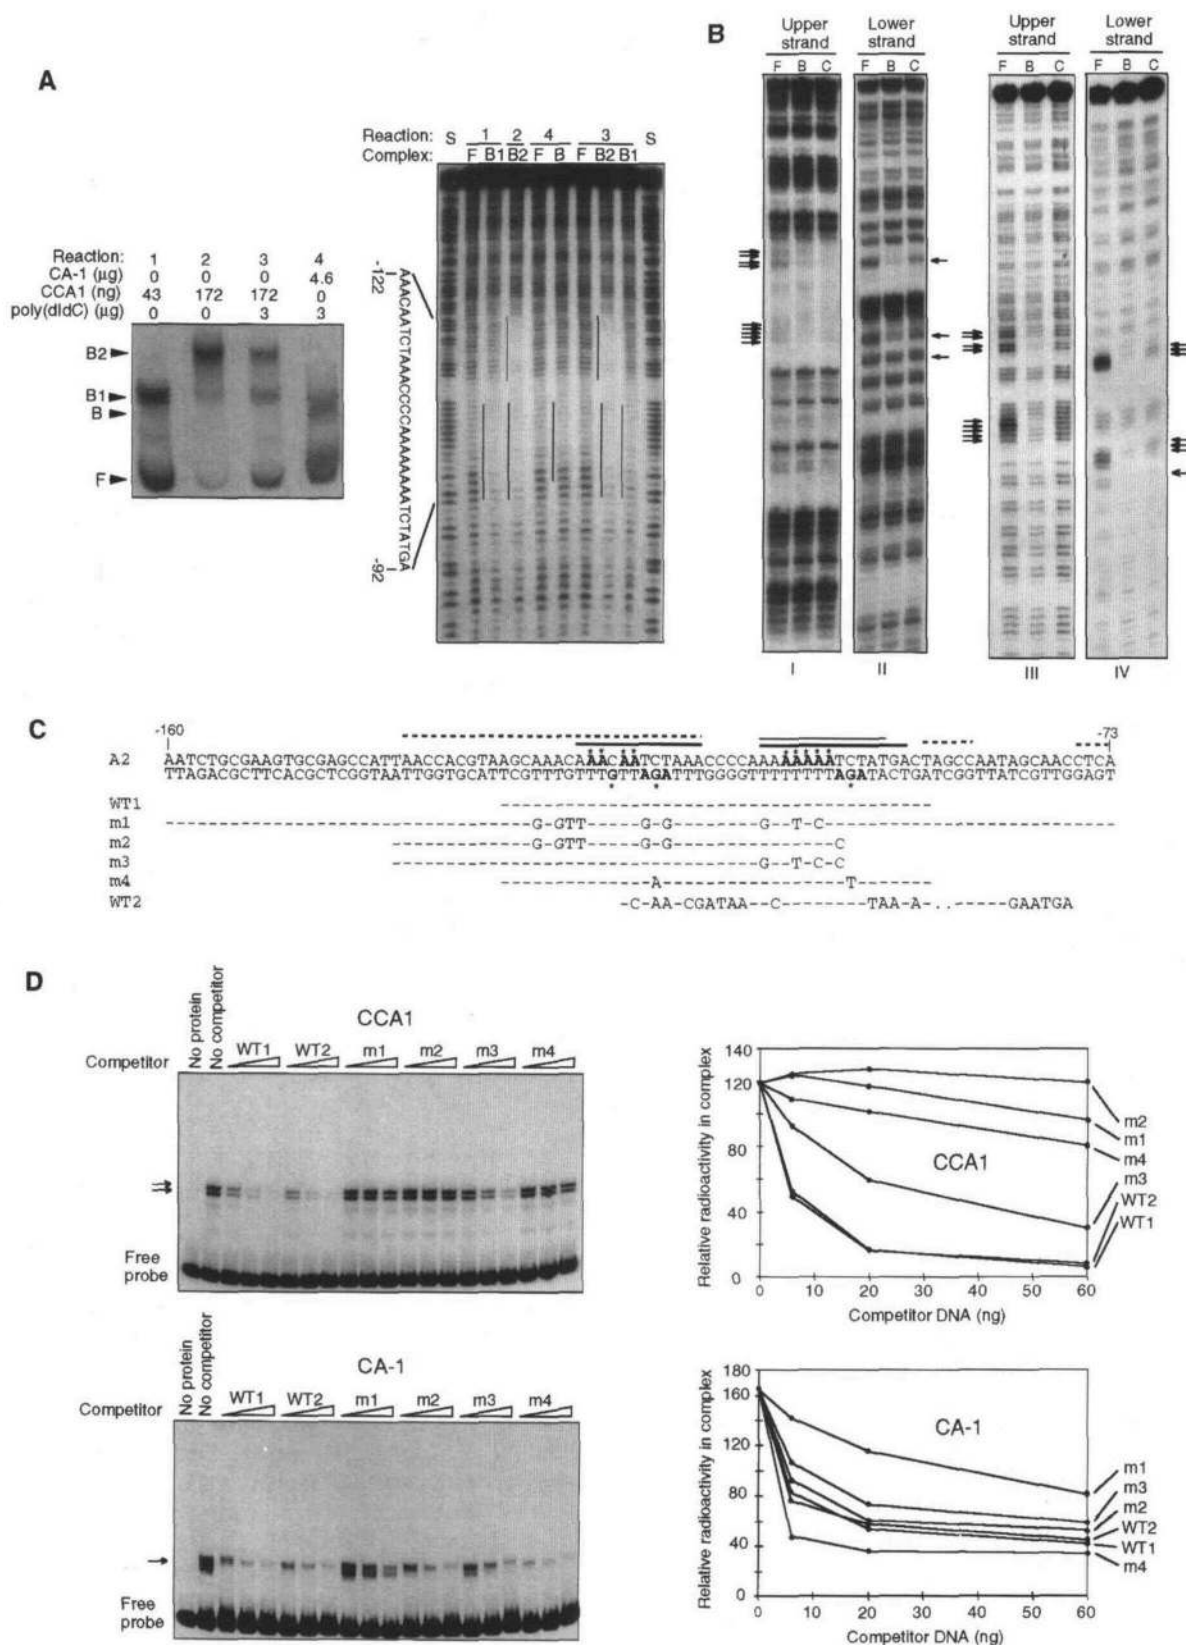 A
Reaction: 1 2 3 4
CA-1 (µg) 0 0 0 4.6
CCA1 (ng) 43 172 172 0
poly(dIdC) (µg) 0 0 3 3
B2
B1
B
F
Reaction: S 1 2 4 3 S
Complex: F B1 B2 F B F B2 B1
-122
AAACAATCTAAACCCCAAAAAAAATCTATGA
-92
B
Upper strand
Lower strand
Upper strand
Lower strand
F B C F B C F B C F B C
I II III IV
C
-160 -73
A2 AATCTGCGAAGTGCGAGCCATTAACCACGTAAGCAAACAAACAATCTAAACCCCAAAAAAAATCTATGACTAGCCAATAGCAACCTCA
TTAGACGCTTCACGCTCGGTAATTGGTGCATTCGTTTGTTTGTTAGATTTGGGGTTTTTTTTAGATACTGATCGGTTATCGTTGGAGT
WT1
m1 G-GTT-----G-G--------G--T-C
m2 G-GTT-----G-G C
m3 G--T-C-C
m4 A T
WT2 -C-AA-CGATAA--C--------TAA-A-..-----GAATGA
D
CCA1
No protein
No competitor
Competitor WT1 WT2 m1 m2 m3 m4
Free probe
Relative radioactivity in complex
140
120
80
40
0
CCA1
m2
m1
m4
m3
WT2
WT1
0 10 20 30 40 50 60
Competitor DNA (ng)
CA-1
No protein
No competitor
Competitor WT1 WT2 m1 m2 m3 m4
Free probe
Relative radioactivity in complex
180
160
120
80
40
0
CA-1
m1
m3
m2
WT2
WT1
m4
0 10 20 30 40 50 60
Competitor DNA (ng)